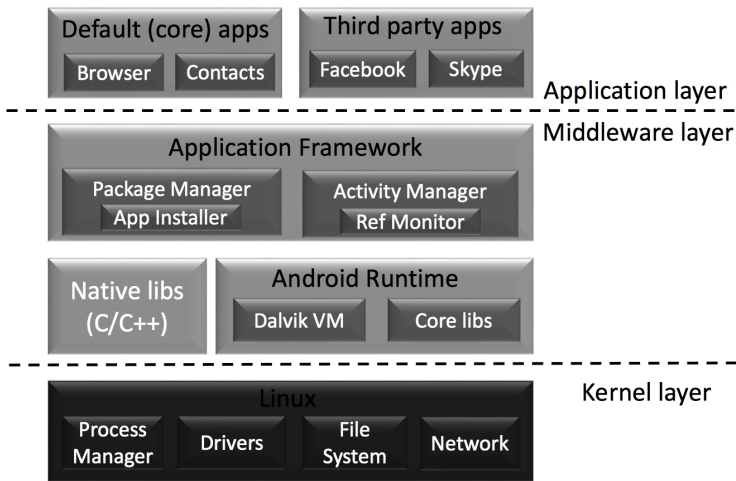 Default (core) apps
Browser
Contacts
Third party apps
Facebook
Skype
Application layer
Middleware layer
Application Framework
Package Manager
App Installer
Activity Manager
Ref Monitor
Native libs
(C/C++)
Android Runtime
Dalvik VM
Core libs
Kernel layer
Linux
Process
Manager
Drivers
File
System
Network